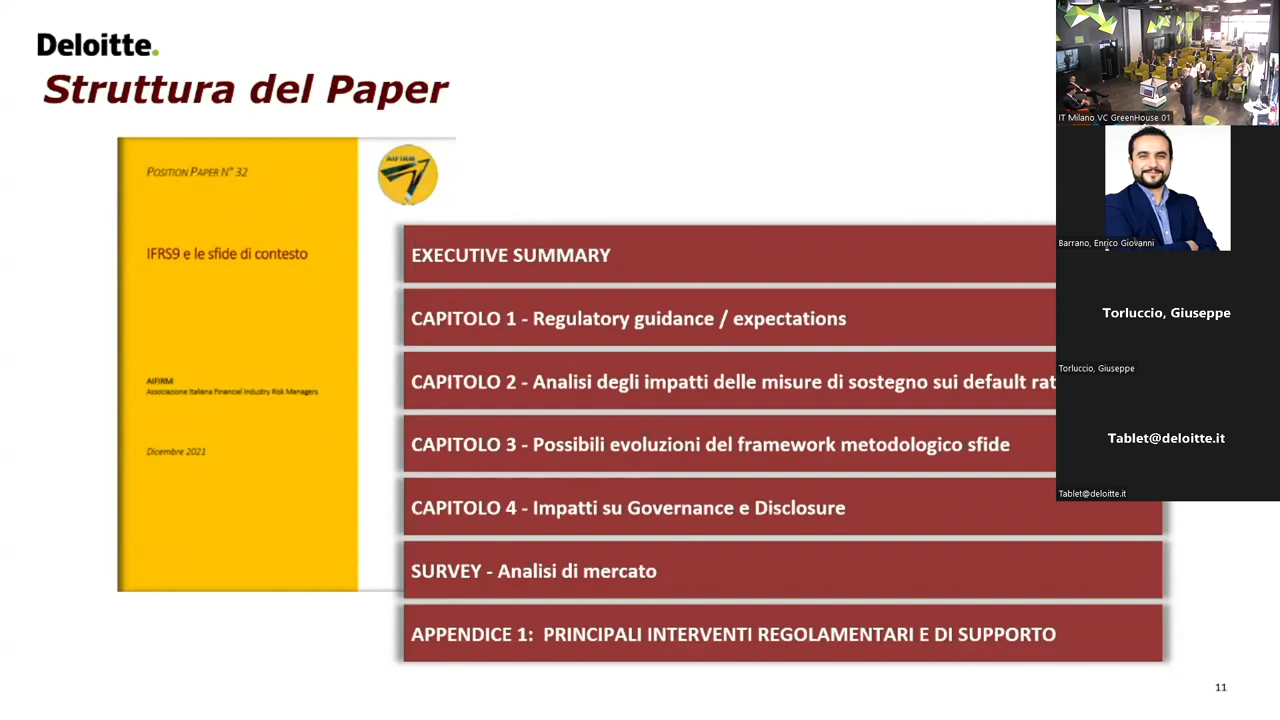 Deloitte.
Struttura del Paper
POSITION PAPER N° 32
AIFIRM
IFRS9 e le sfide di contesto
AIFIRM
Associazione Italiana Financial Industry Risk Managers
Dicembre 2021
EXECUTIVE SUMMARY
CAPITOLO 1 - Regulatory guidance / expectations
CAPITOLO 2 - Analisi degli impatti delle misure di sostegno sui default rat
CAPITOLO 3 - Possibili evoluzioni del framework metodologico sfide
CAPITOLO 4 - Impatti su Governance e Disclosure
SURVEY - Analisi di mercato
APPENDICE 1: PRINCIPALI INTERVENTI REGOLAMENTARI E DI SUPPORTO
11
IT Milano VC GreenHouse 01
Barrano, Enrico Giovanni
Torluccio, Giuseppe
Torluccio, Giuseppe
Tablet@deloitte.it
Tablet@deloitte.it